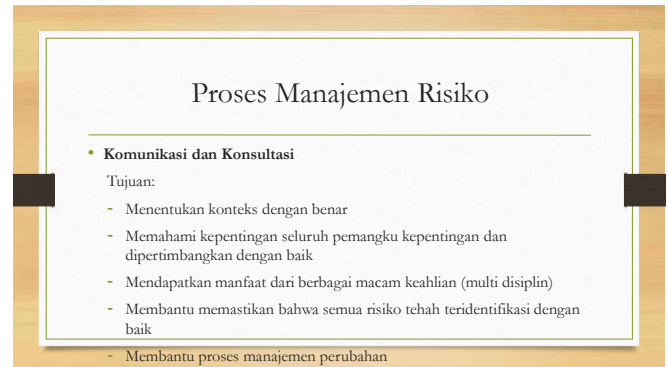 Proses Manajemen Risiko
• Komunikasi dan Konsultasi
Tujuan:
- Menentukan konteks dengan benar
- Memahami kepentingan seluruh pemangku kepentingan dan
dipertimbangkan dengan baik
- Mendapatkan manfaat dari berbagai macam keahlian (multi disiplin)
- Membantu memastikan bahwa semua risiko tehah teridentifikasi dengan
baik
- Membantu proses manajemen perubahan